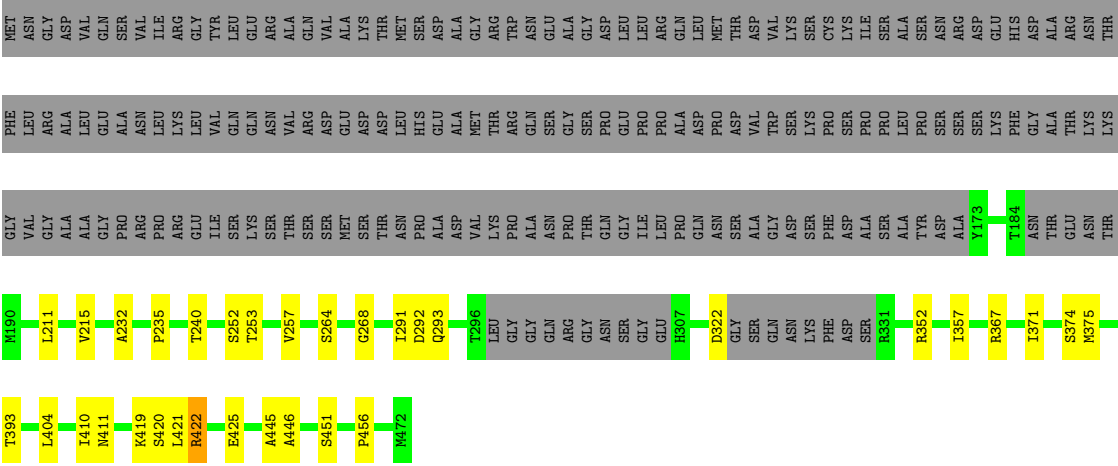 MET ASN GLY ASP VAL GLN SER VAL ILE ARG GLY TYR LEU GLU ARG ALA GLN VAL ALA LYS THR MET SER ASP ALA GLY ARG TRP ASN GLU ALA GLY ASP LEU LEU ARG GLN LEU MET THR ASP VAL LYS SER CYS LYS ILE SER ALA SER ASN ARG ASP GLU HIS ASP ALA ARG ASN THR
PHE LEU ARG ALA LEU GLU ALA ASN LEU LYS LEU VAL GLN GLN ASN VAL ARG ASP GLU ASP ASP LEU HIS GLU ALA MET THR ARG GLN SER GLY SER PRO GLU PRO PRO ALA ASP PRO ASP VAL TRP SER LYS PRO SER PRO PRO LEU PRO SER SER SER LYS PHE GLY ALA THR LYS LYS
GLY VAL GLY ALA ALA GLY PRO ARG PRO ARG GLU ILE SER LYS SER THR SER SER MET SER THR ASN PRO ALA ASP VAL LYS PRO ALA ASN PRO THR GLN GLY ILE LEU PRO GLN ASN SER ALA GLY ASP SER PHE ASP ALA SER ALA TYR ASP ALA Y173 T184 ASN THR GLU ASN THR
M190 L211 V215 A232 P235 T240 S252 T253 V257 S264 G268 I291 D292 Q293 T296 LEU GLY GLY GLN ARG GLY ASN SER GLY GLU H307 D322 GLY SER GLN ASN LYS PHE ASP SER R331 R352 I357 R367 I371 S374 M375
T393 L404 I410 N411 K419 S420 L421 R422 E425 A445 A446 S451 P456 M472